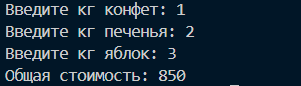 Введите кг конфет: 1
Введите кг печенья: 2
Введите кг яблок: 3
Общая стоимость: 850